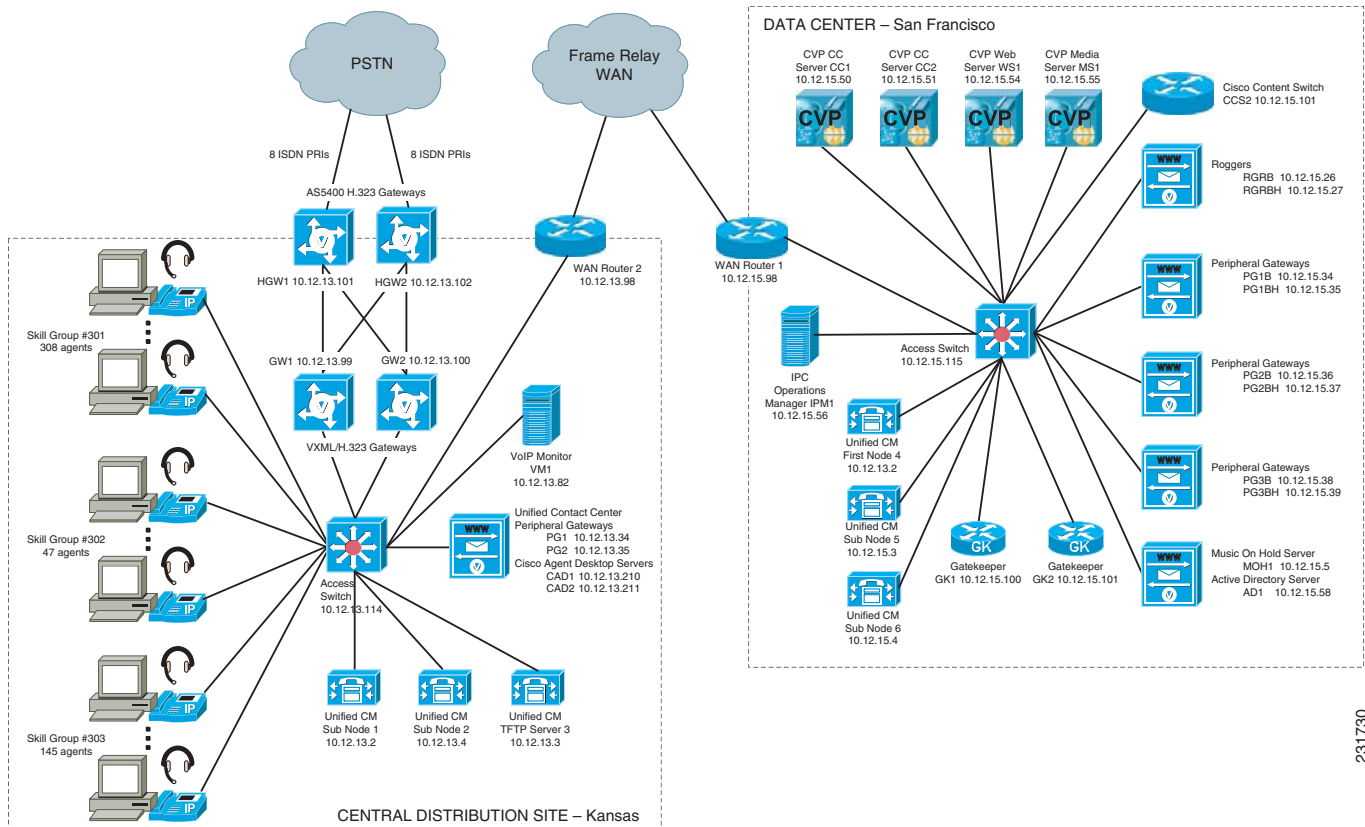 PSTN
Frame Relay
WAN
8 ISDN PRIs
8 ISDN PRIs
AS5400 H.323 Gateways
HGW1 10.12.13.101
HGW2 10.12.13.102
WAN Router 2
10.12.13.98
WAN Router 1
10.12.15.98
IP
Skill Group #301
308 agents
IP
IP
Skill Group #302
47 agents
IP
IP
Skill Group #303
145 agents
IP
GW1 10.12.13.99
GW2 10.12.13.100
V
V
V
V
VXML/H.323 Gateways
VoIP Monitor
VM1
10.12.13.82
WWW
V
Unified Contact Center
Peripheral Gateways
PG1 10.12.13.34
PG2 10.12.13.35
Cisco Agent Desktop Servers
CAD1 10.12.13.210
CAD2 10.12.13.211
Access
Switch
10.12.13.114
Unified CM
Sub Node 1
10.12.13.2
Unified CM
Sub Node 2
10.12.13.4
Unified CM
TFTP Server 3
10.12.13.3
CENTRAL DISTRIBUTION SITE – Kansas
DATA CENTER – San Francisco
CVP CC
Server CC1
10.12.15.50
CVP CC
Server CC2
10.12.15.51
CVP Web
Server WS1
10.12.15.54
CVP Media
Server MS1
10.12.15.55
CVP
CVP
CVP
CVP
Cisco Content Switch
CCS2 10.12.15.101
WWW
V
Roggers
RGRB 10.12.15.26
RGRBH 10.12.15.27
WWW
V
Peripheral Gateways
PG1B 10.12.15.34
PG1BH 10.12.15.35
WWW
V
Peripheral Gateways
PG2B 10.12.15.36
PG2BH 10.12.15.37
WWW
V
Peripheral Gateways
PG3B 10.12.15.38
PG3BH 10.12.15.39
WWW
V
Music On Hold Server
MOH1 10.12.15.5
Active Directory Server
AD1 10.12.15.58
Access Switch
10.12.15.115
IPC
Operations
Manager IPM1
10.12.15.56
Unified CM
First Node 4
10.12.13.2
Unified CM
Sub Node 5
10.12.15.3
Unified CM
Sub Node 6
10.12.15.4
GK
Gatekeeper
GK1 10.12.15.100
GK
Gatekeeper
GK2 10.12.15.101
231730